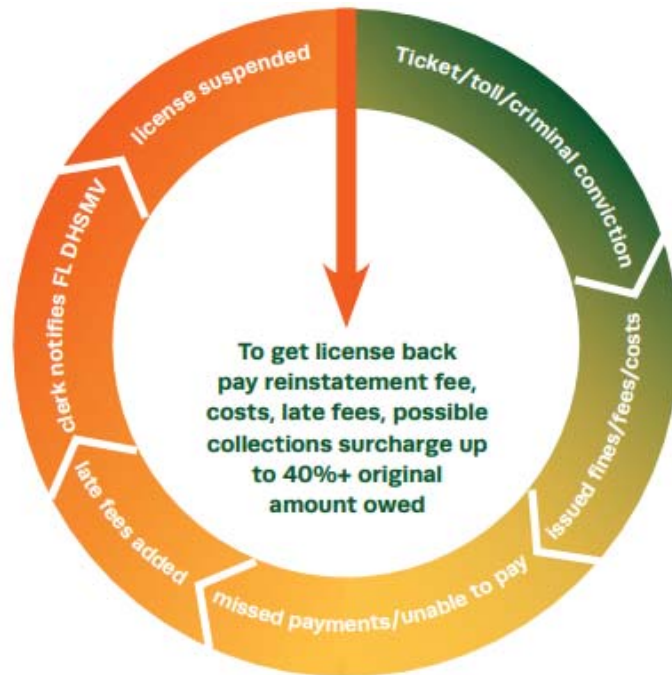 Ticket/toll/criminal conviction
issued fines/fees/costs
missed payments/unable to pay
late fees added
clerk notifies FL DHSMV
license suspended
To get license back
pay reinstatement fee,
costs, late fees, possible
collections surcharge up
to 40%+ original
amount owed